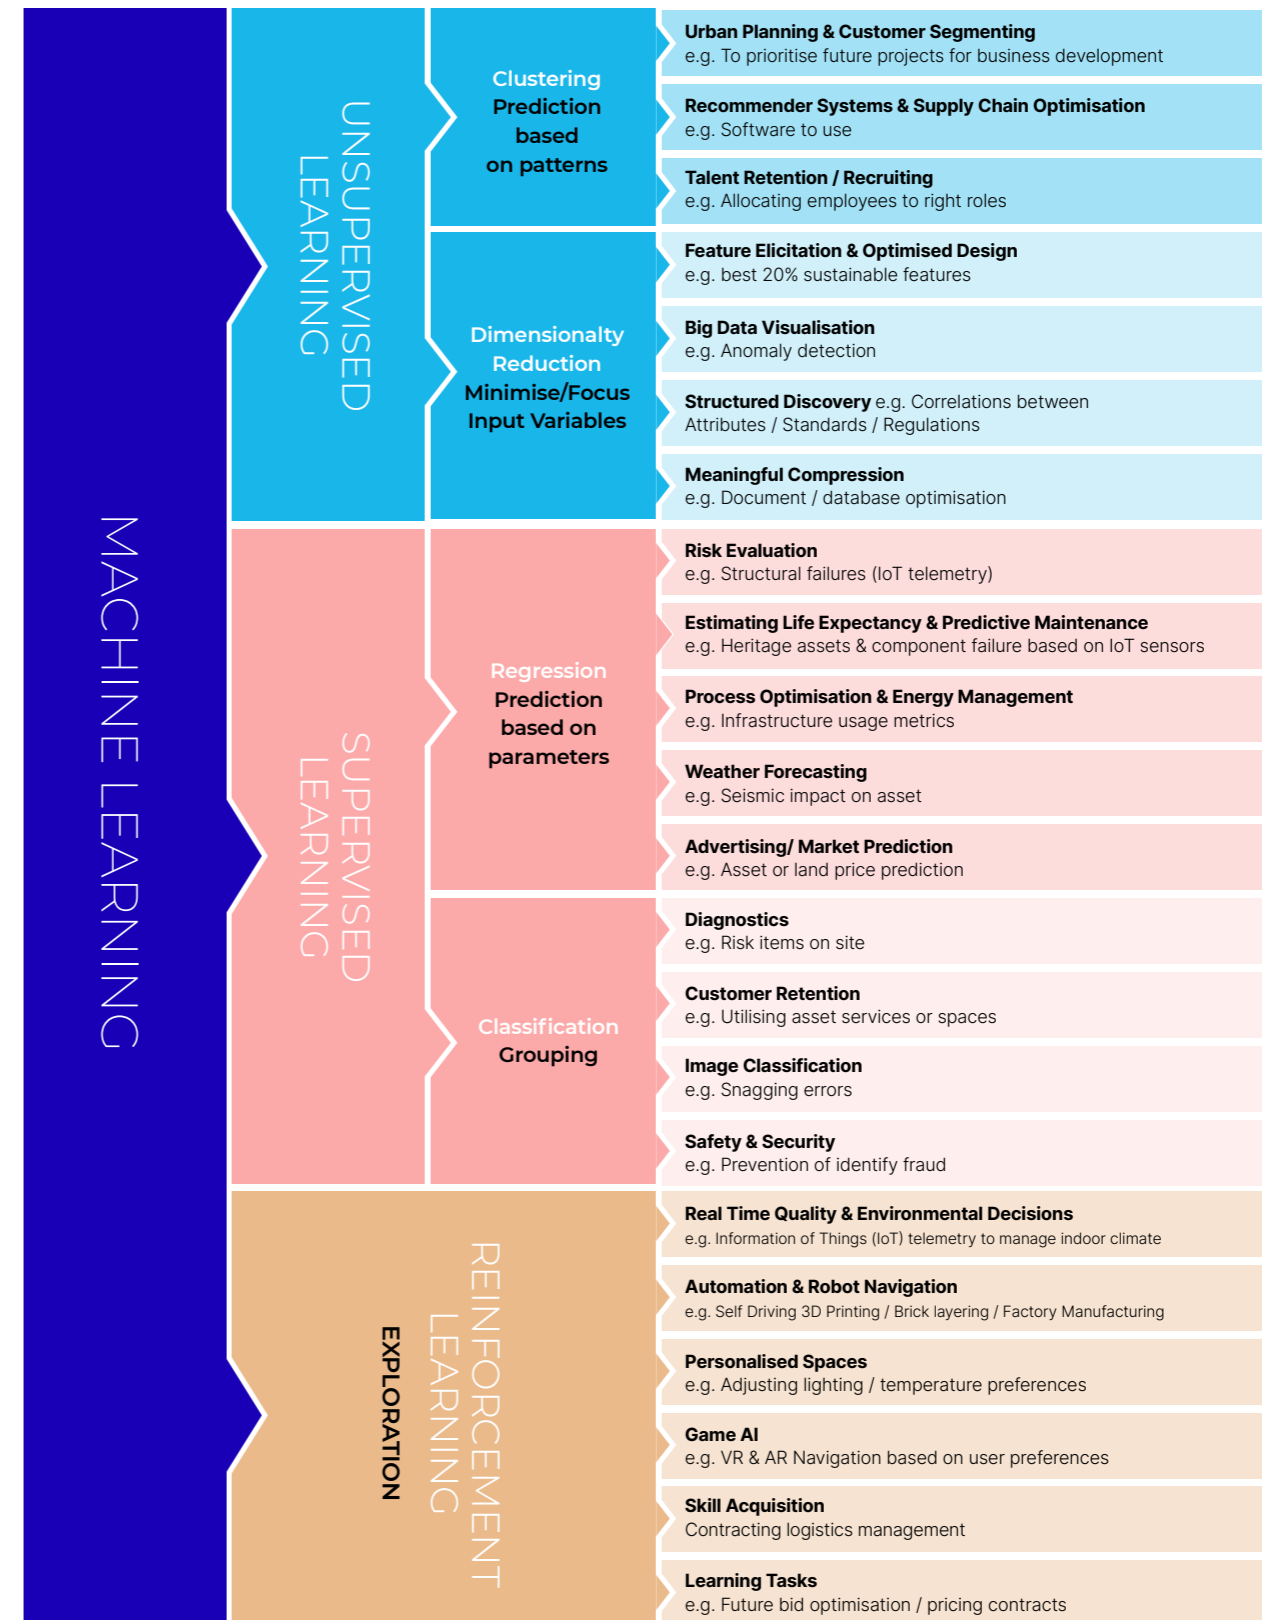 MACHINE LEARNING
UNSUPERVISED
LEARNING
Clustering
Prediction
based
on patterns
Urban Planning & Customer Segmenting
e.g. To prioritise future projects for business development
Recommender Systems & Supply Chain Optimisation
e.g. Software to use
Talent Retention / Recruiting
e.g. Allocating employees to right roles
Dimensionalty
Reduction
Minimise/Focus
Input Variables
Feature Elicitation & Optimised Design
e.g. best 20% sustainable features
Big Data Visualisation
e.g. Anomaly detection
Structured Discovery e.g. Correlations between
Attributes / Standards / Regulations
Meaningful Compression
e.g. Document / database optimisation
SUPERVISED
LEARNING
Regression
Prediction
based on
parameters
Risk Evaluation
e.g. Structural failures (IoT telemetry)
Estimating Life Expectancy & Predictive Maintenance
e.g. Heritage assets & component failure based on IoT sensors
Process Optimisation & Energy Management
e.g. Infrastructure usage metrics
Weather Forecasting
e.g. Seismic impact on asset
Advertising/ Market Prediction
e.g. Asset or land price prediction
Classification
Grouping
Diagnostics
e.g. Risk items on site
Customer Retention
e.g. Utilising asset services or spaces
Image Classification
e.g. Snagging errors
Safety & Security
e.g. Prevention of identify fraud
REINFORCEMENT
LEARNING
EXPLORATION
Real Time Quality & Environmental Decisions
e.g. Information of Things (IoT) telemetry to manage indoor climate
Automation & Robot Navigation
e.g. Self Driving 3D Printing / Brick layering / Factory Manufacturing
Personalised Spaces
e.g. Adjusting lighting / temperature preferences
Game AI
e.g. VR & AR Navigation based on user preferences
Skill Acquisition
Contracting logistics management
Learning Tasks
e.g. Future bid optimisation / pricing contracts